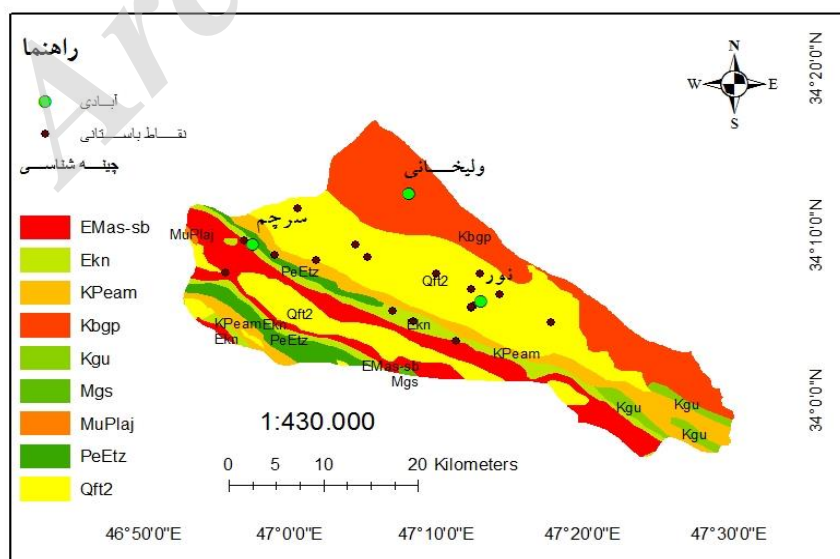 راهنما
آبادی
نقاط باستانی
چینه شناسی
EMas-sb
Ekn
KPeam
Kbgp
Kgu
Mgs
MuPlaj
PeEtz
Qft2
Arc
N
W
E
S
34°20'0"N
34°10'0"N
34°0'0"N
ولیخانی
سرچم
MuPlaj
Kbgp
PeEtz
Qft2
نور
Qft2
KPeam
Ekn
Ekn
Ekn
PeEtz
KPeam
EMas-sb
Mgs
Kgu
Kgu
Kgu
1:430.000
0 5 10 20 Kilometers
46°50'0"E
47°0'0"E
47°10'0"E
47°20'0"E
47°30'0"E